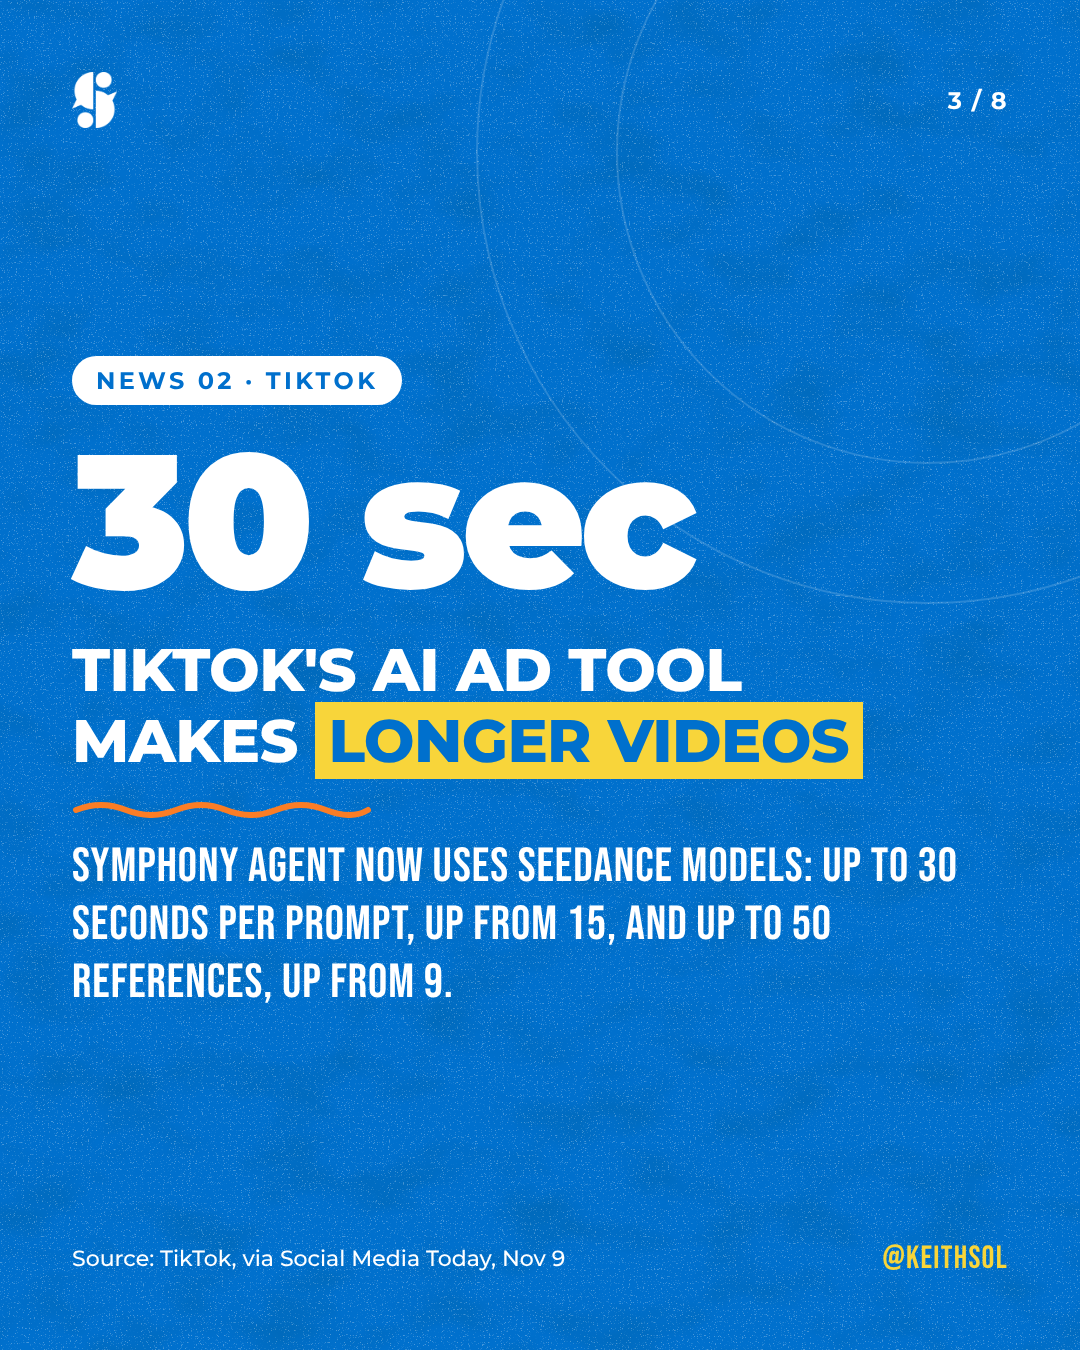 3 / 8
NEWS 02 · TIKTOK
30 sec
TIKTOK'S AI AD TOOL
MAKES LONGER VIDEOS
SYMPHONY AGENT NOW USES SEEDANCE MODELS: UP TO 30
SECONDS PER PROMPT, UP FROM 15, AND UP TO 50
REFERENCES, UP FROM 9.
Source: TikTok, via Social Media Today, Nov 9
@KEITHSOL